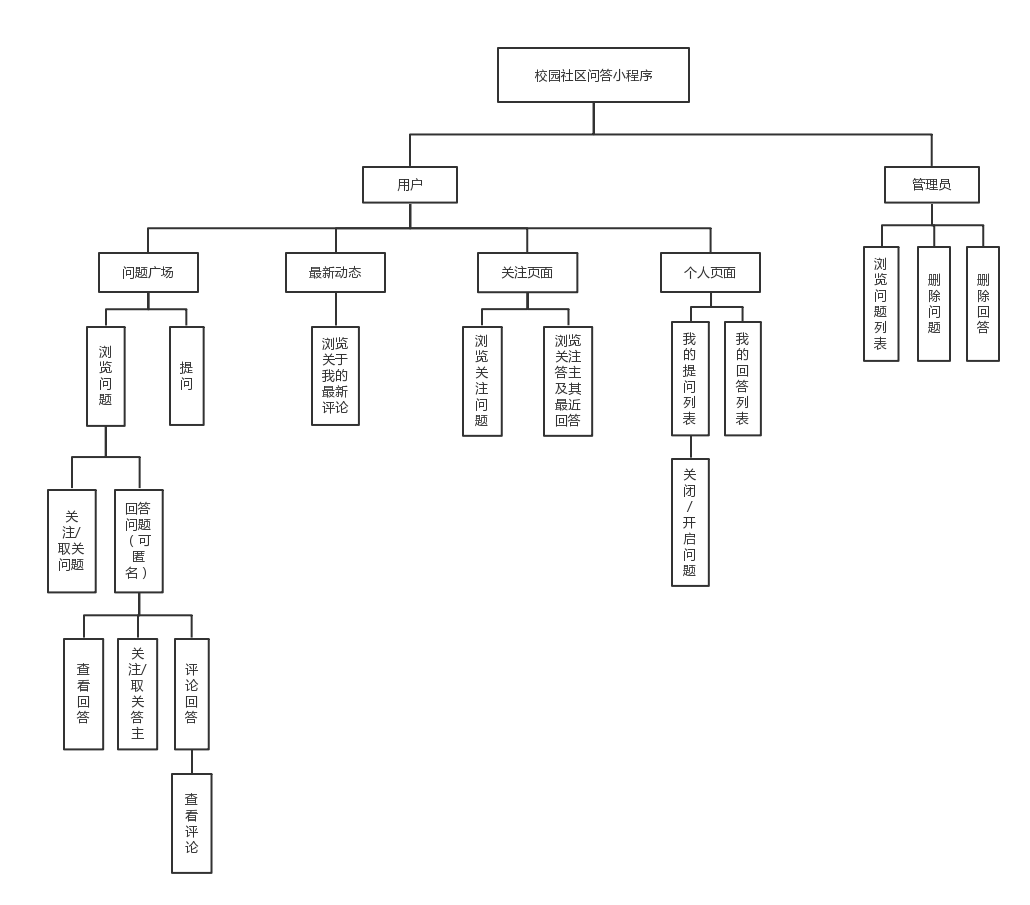 校园社区问答小程序
用户
管理员
问题广场
最新动态
关注页面
个人页面
浏
览
问
题
列
表
删
除
问
题
删
除
回
答
浏
览
问
题
提
问
浏览
关于
我的
最新
评论
浏
览
关
注
问
题
浏览
关注
答主
及其
最近
回答
我
的
提
问
列
表
我
的
回
答
列
表
关
闭
/
开
启
问
题
关
注/
取关
问题
回答
问题
（可
匿
名）
查
看
回
答
关
注/
取
关
答
主
评
论
回
答
查
看
评
论